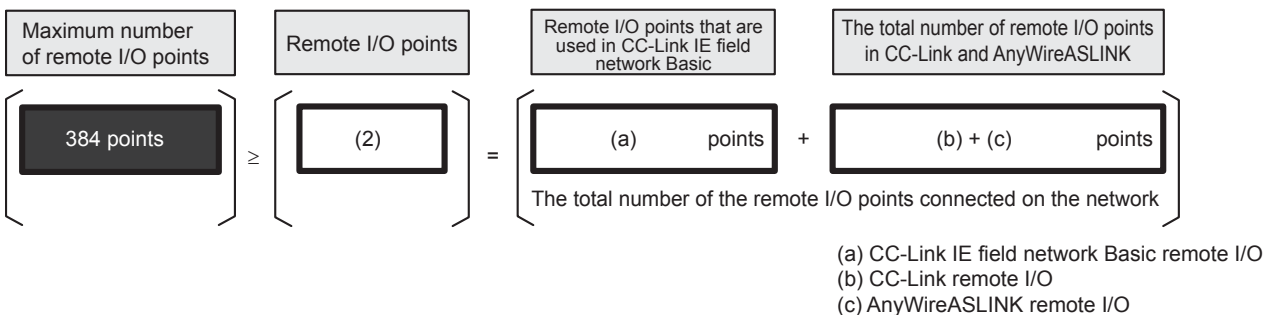 Maximum number
of remote I/O points
Remote I/O points
Remote I/O points that are
used in CC-Link IE field
network Basic
The total number of remote I/O points
in CC-Link and AnyWireASLINK
384 points
≥
(2)
=
(a) points
+
(b) + (c) points
The total number of the remote I/O points connected on the network
(a) CC-Link IE field network Basic remote I/O
(b) CC-Link remote I/O
(c) AnyWireASLINK remote I/O